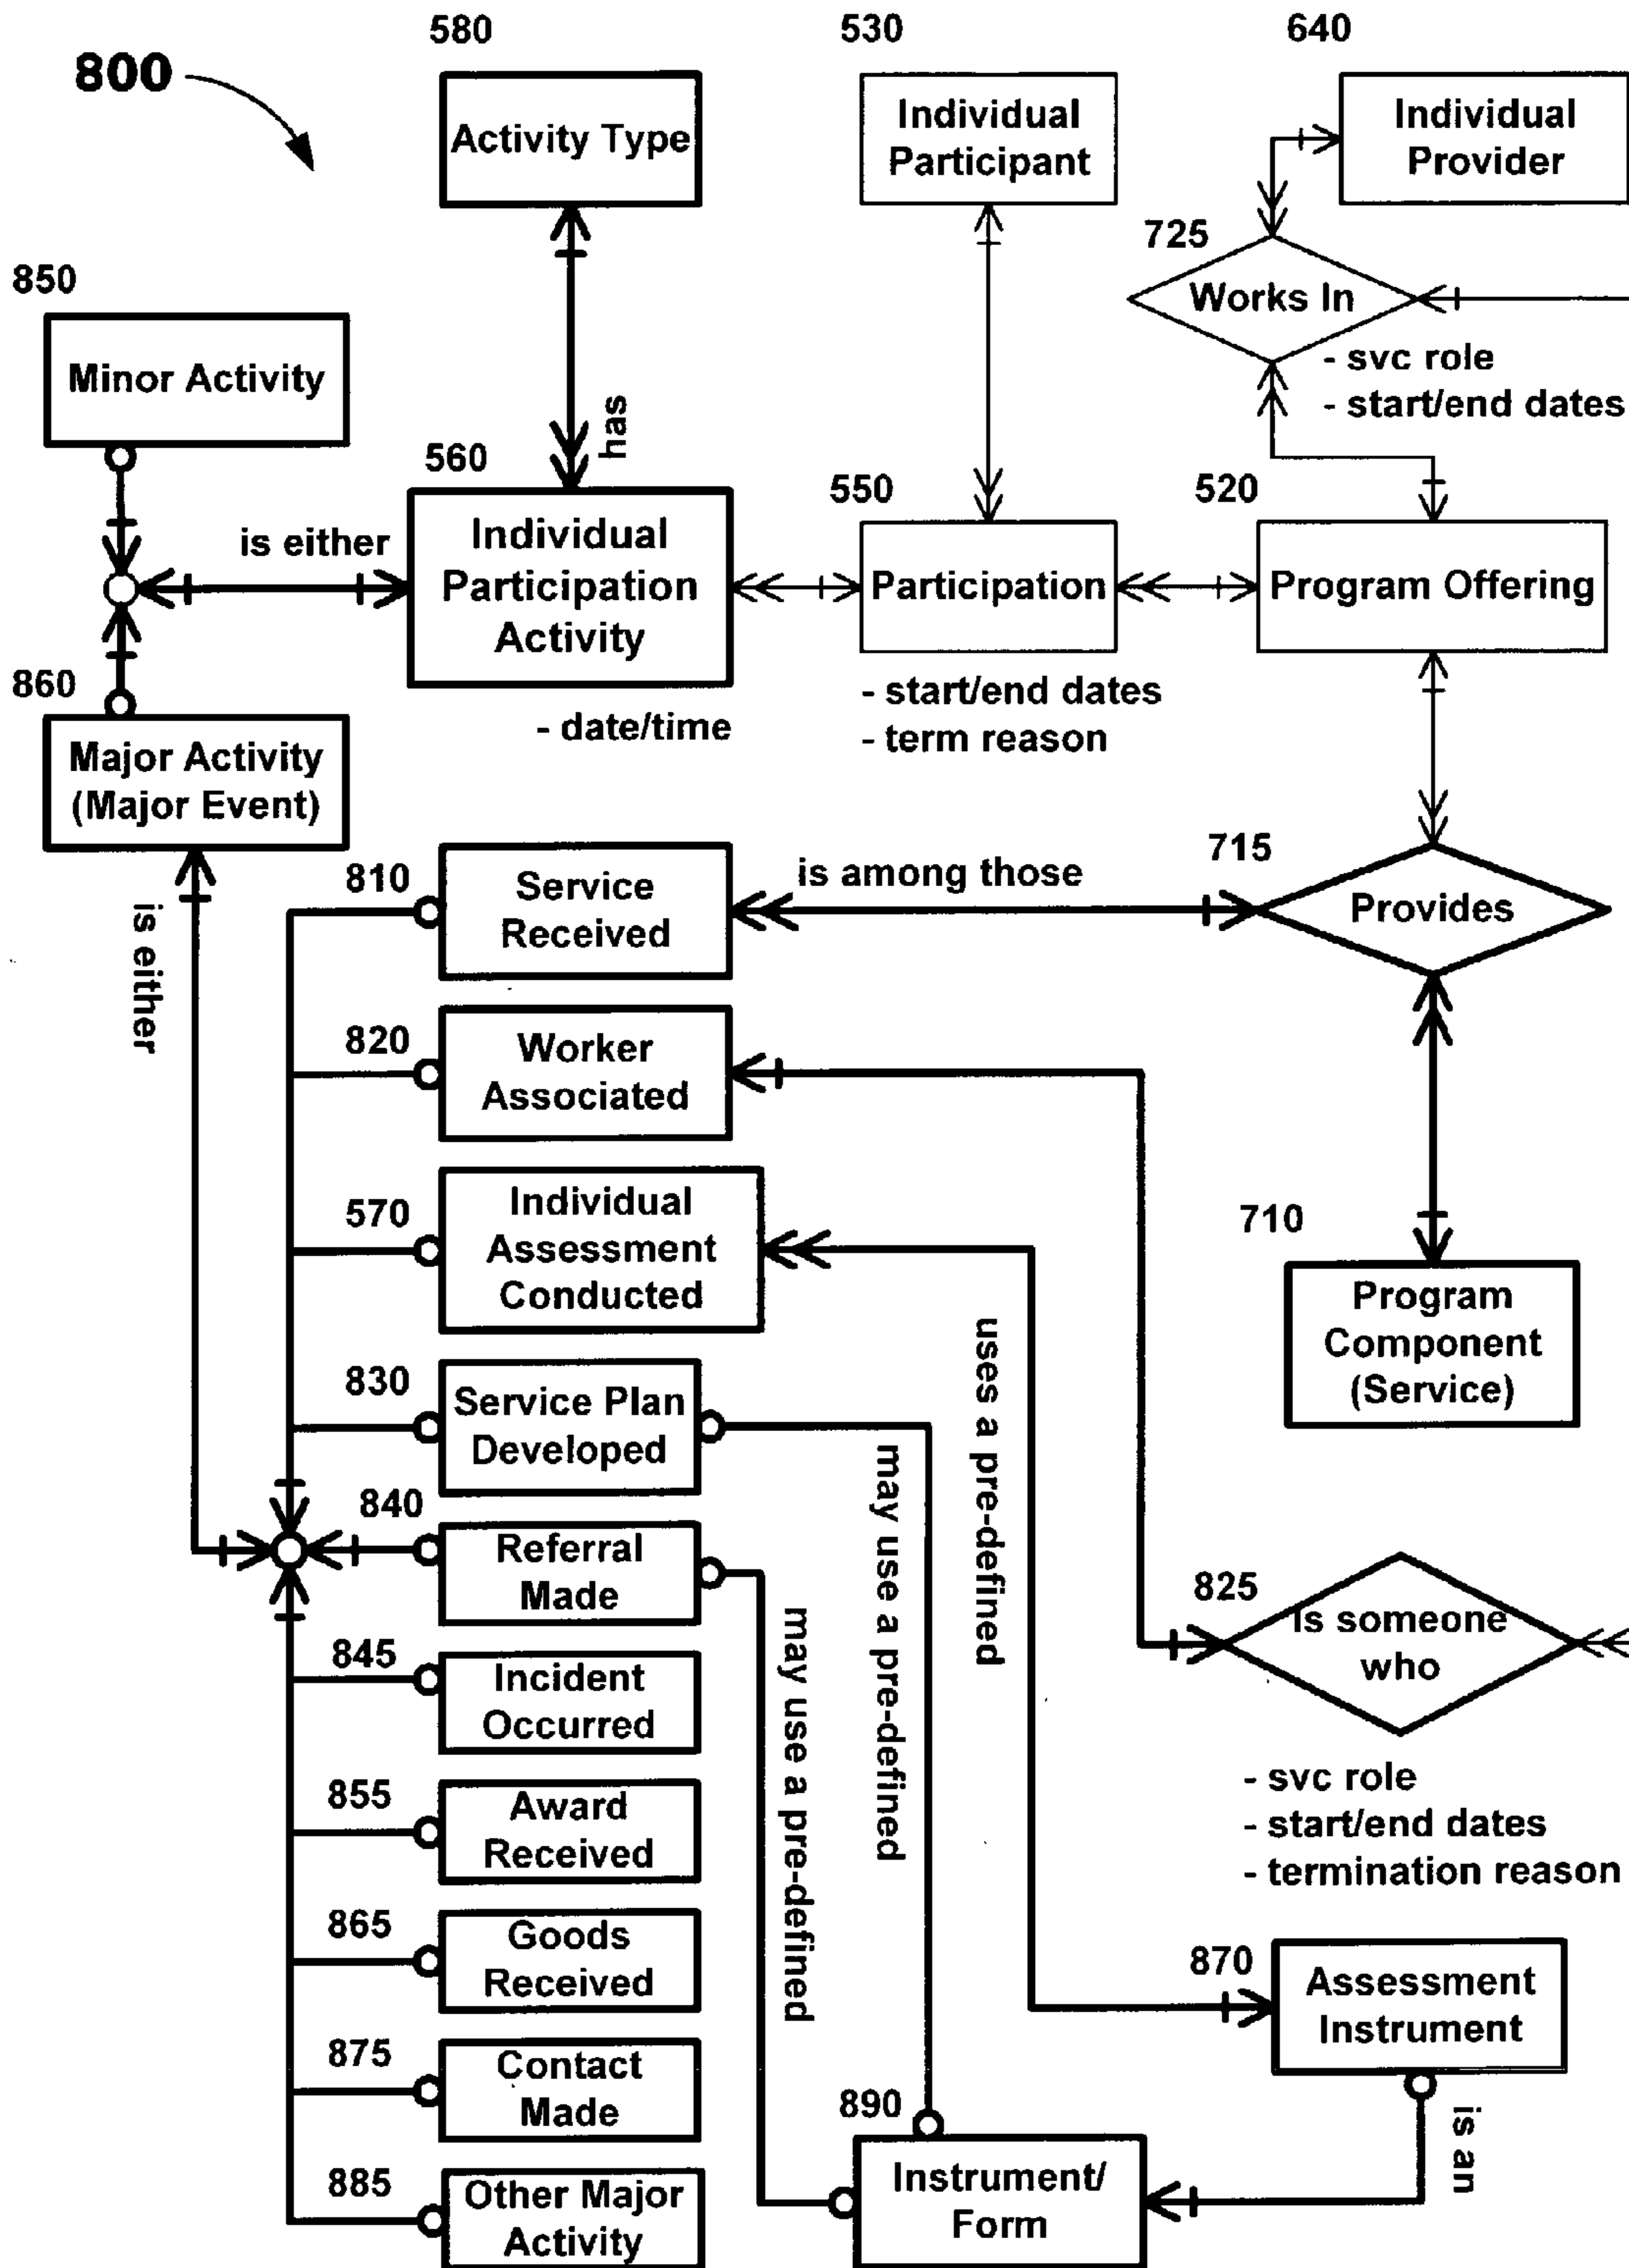 800
580
Activity Type
530
Individual
Participant
640
Individual
Provider
725
Works In
- svc role
- start/end dates
850
Minor Activity
has
560
Individual
Participation
Activity
- date/time
is either
550
Participation
- start/end dates
- term reason
520
Program Offering
860
Major Activity
(Major Event)
is either
810
Service
Received
is among those
715
Provides
820
Worker
Associated
570
Individual
Assessment
Conducted
uses a pre-defined
710
Program
Component
(Service)
830
Service Plan
Developed
may use a pre-defined
840
Referral
Made
may use a pre-defined
825
Is someone
who
- svc role
- start/end dates
- termination reason
845
Incident
Occurred
855
Award
Received
865
Goods
Received
870
Assessment
Instrument
is an
875
Contact
Made
890
Instrument/
Form
885
Other Major
Activity